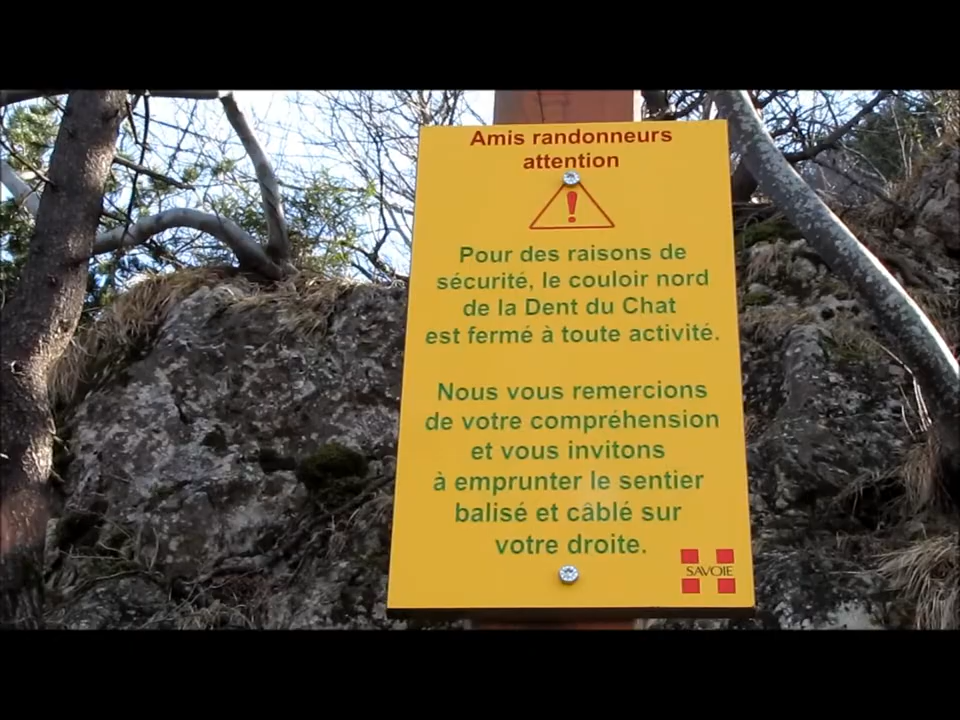 Amis randonneurs
attention
Pour des raisons de
sécurité, le couloir nord
de la Dent du Chat
est fermé à toute activité.
Nous vous remercions
de votre compréhension
et vous invitons
à emprunter le sentier
balisé et câblé sur
votre droite.
SAVOIE